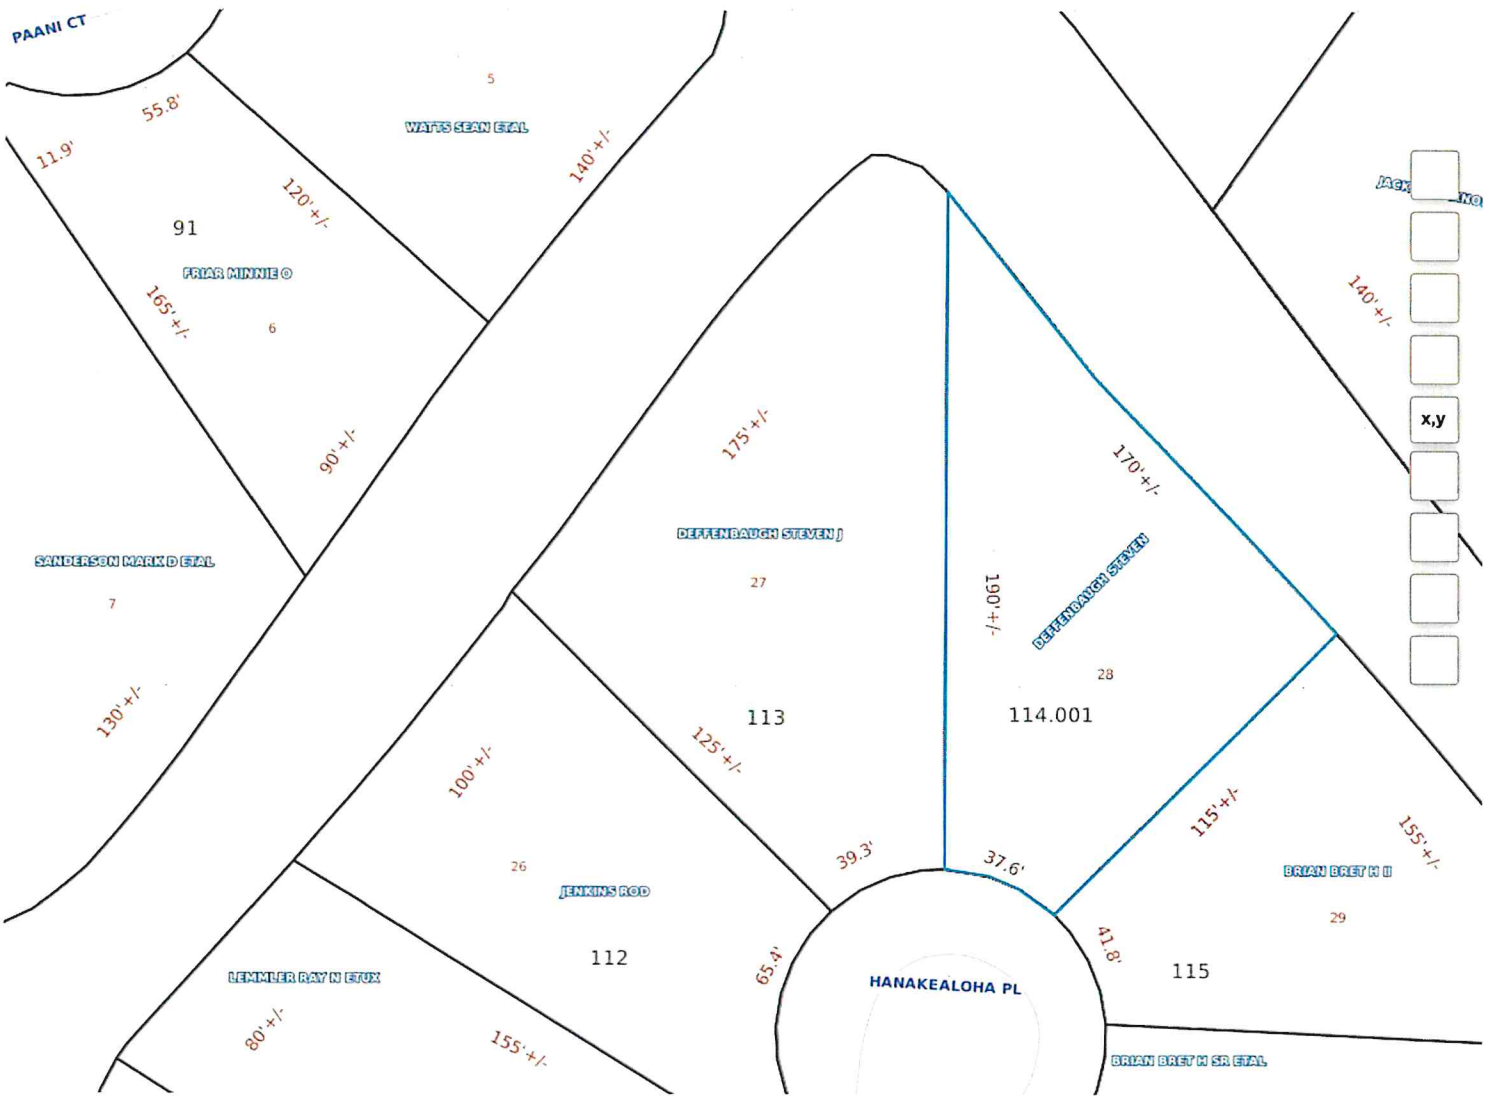 PAANI CT
5
WATTS SEAN ETAL
55.8'
11.9'
140'+/-
120'+/-
91
FRIAR MINNIE O
165'+/-
6
JACK
NO
140'+/-
x,y
175'+/-
90'+/-
170'+/-
DEFFENBAUGH STEVEN J
27
SANDERSON MARK D ETAL
7
190'+/-
DEFFENBAUGH STEVEN
28
130'+/-
113
114.001
125'+/-
100'+/-
115'+/-
155'+/-
39.3'
37.6'
26
JENKINS ROD
BRIAN BRET H II
29
112
65.4'
41.8'
115
LEMMLER RAY N ETUX
HANAKEALOHA PL
80'+/-
155'+/-
BRIAN BRET H SR ETAL